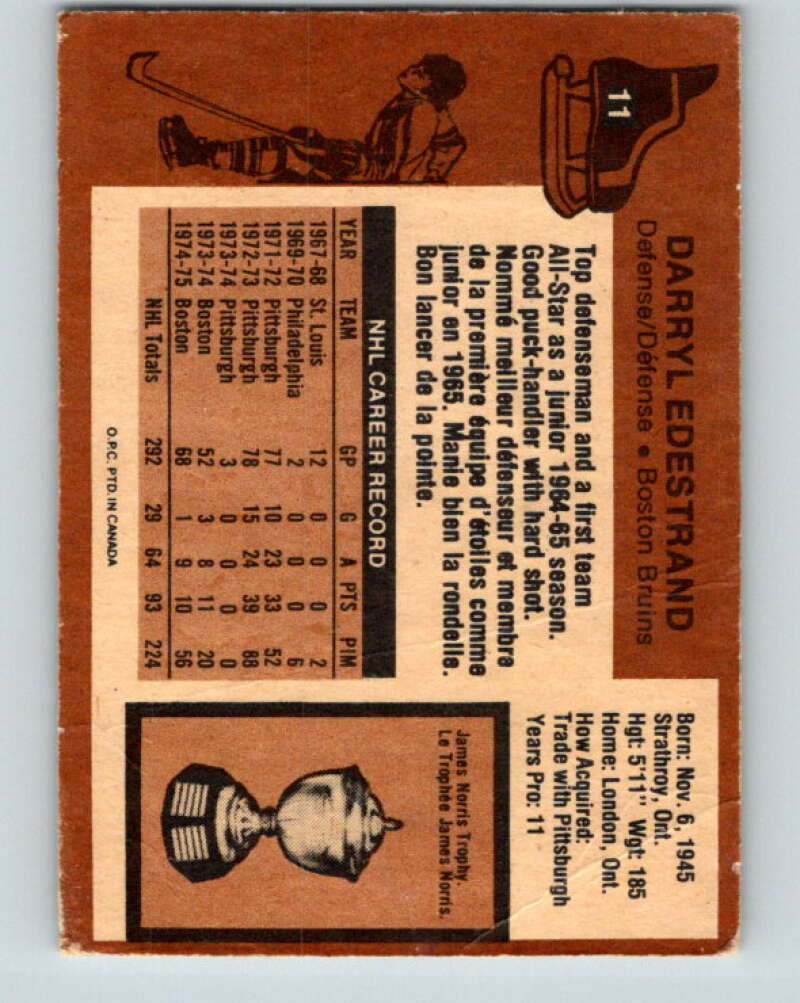 11
DARRYL EDESTRAND
Defense/Défense • Boston Bruins
Born: Nov. 6, 1945
Strathroy, Ont.
Hgt: 5'11" Wgt: 185
Home: London, Ont.
How Acquired:
Trade with Pittsburgh
Years Pro: 11
Top defenseman and a first team
All-Star as a junior 1964-65 season.
Good puck-handler with hard shot.
Nommé meilleur défenseur et membre
de la première équipe d'étoiles comme
junior en 1965. Manie bien la rondelle.
Bon lancer de la pointe.
NHL CAREER RECORD
YEAR TEAM GP G A PTS PIM
1967-68 St. Louis 12 0 0 0 2
1969-70 Philadelphia 2 0 0 0 6
1971-72 Pittsburgh 77 10 23 33 52
1972-73 Pittsburgh 78 15 24 39 88
1973-74 Pittsburgh 3 0 0 0 0
1973-74 Boston 52 3 8 11 20
1974-75 Boston 68 1 9 10 56
NHL Totals 292 29 64 93 224
James Norris Trophy.
Le Trophée James Norris.
O.P.C. PTD. IN CANADA